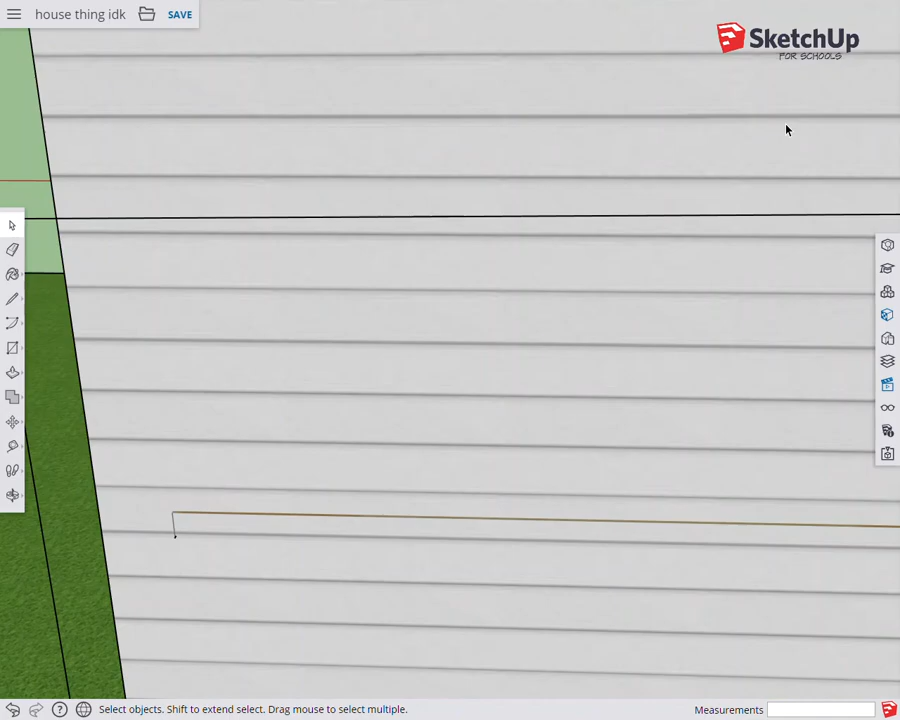 house thing idk
SAVE
SketchUp
FOR SCHOOLS
Select objects. Shift to extend select. Drag mouse to select multiple.
Measurements